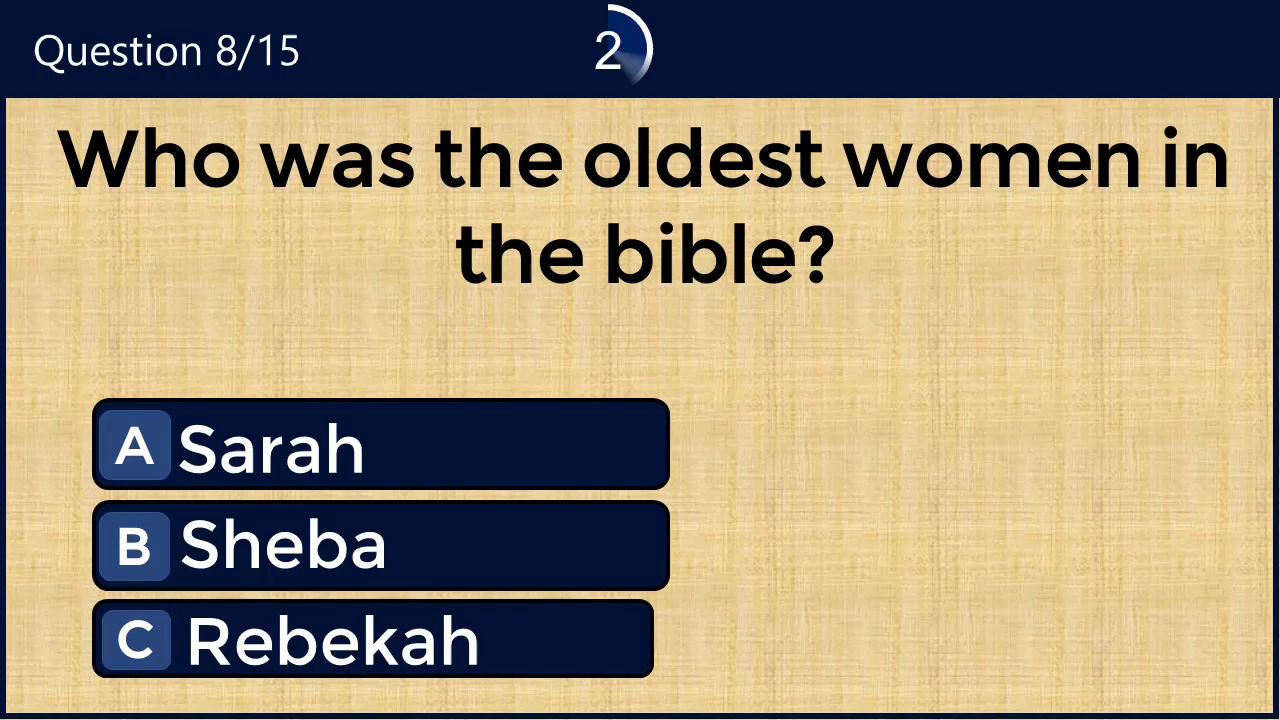 Question 8/15
2
Who was the oldest women in
the bible?
A Sarah
B Sheba
C Rebekah